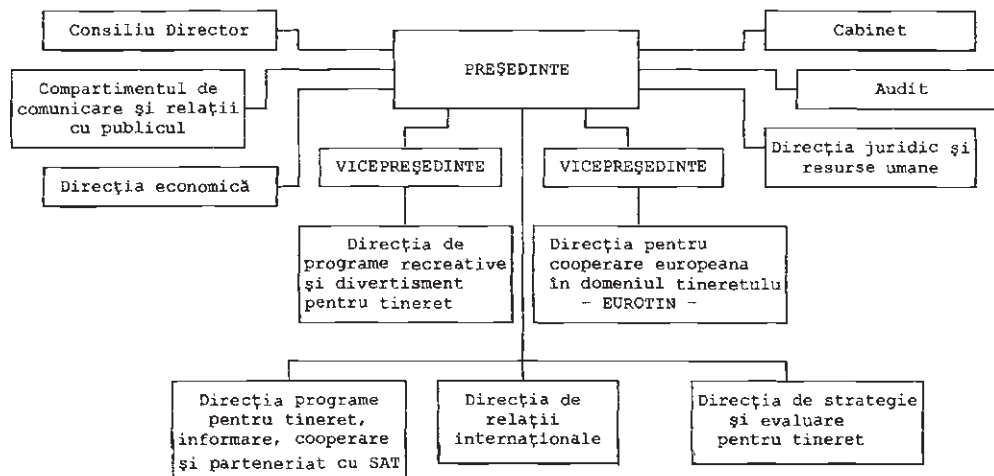 Consiliu Director
Cabinet
PREŞEDINTE
Compartimentul de
comunicare şi relaţii
cu publicul
Audit
Direcţia juridic şi
resurse umane
Direcţia economică
VICEPREŞEDINTE
VICEPREŞEDINTE
Direcţia de
programe recreative
şi divertisment
pentru tineret
Direcţia pentru
cooperare europeana
în domeniul tineretulu
- EUROTIN -
Direcţia programe
pentru tineret,
informare, cooperare
şi parteneriat cu SAT
Direcţia de
relaţii
internaţionale
Direcţia de strategie
şi evaluare
pentru tineret